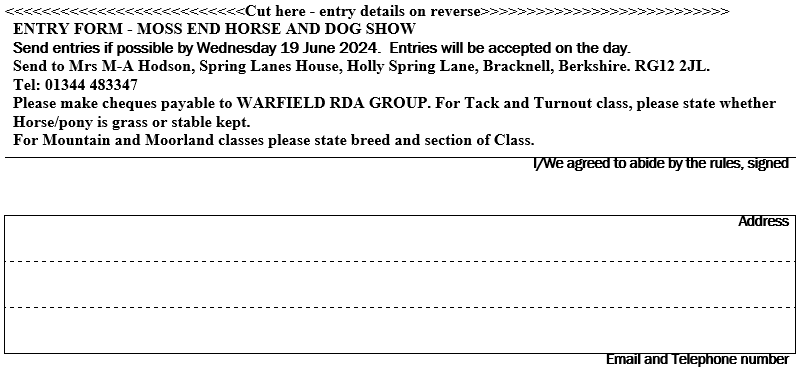 <<<<<<<<<<<<<<<<<<<<<<<<<<Cut here - entry details on reverse>>>>>>>>>>>>>>>>>>>>>>>>>>>
ENTRY FORM - MOSS END HORSE AND DOG SHOW
Send entries if possible by Wednesday 19 June 2024.  Entries will be accepted on the day.
Send to Mrs M-A Hodson, Spring Lanes House, Holly Spring Lane, Bracknell, Berkshire. RG12 2JL.
Tel: 01344 483347
Please make cheques payable to WARFIELD RDA GROUP. For Tack and Turnout class, please state whether
Horse/pony is grass or stable kept.
For Mountain and Moorland classes please state breed and section of Class.
I/We agreed to abide by the rules, signed
Address
Email and Telephone number